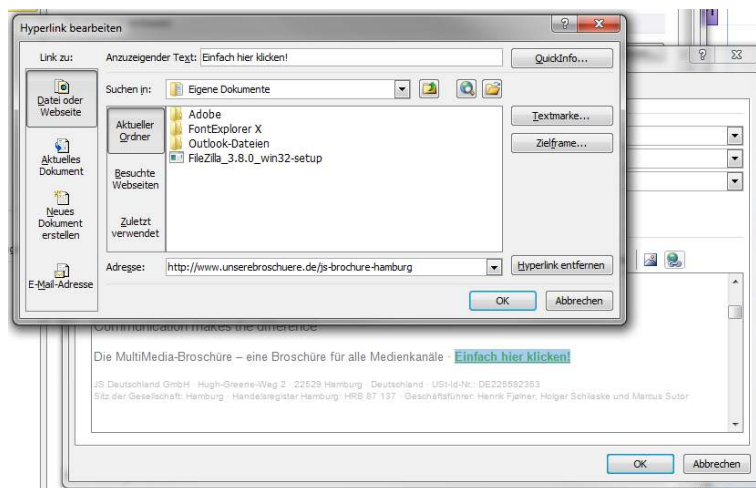 Hyperlink bearbeiten
Link zu:
Anzuzeigender Text: Einfach hier klicken!
QuickInfo...
Datei oder
Webseite
Suchen in: Eigene Dokumente
Aktueller
Ordner
Adobe
FontExplorer X
Outlook-Dateien
FileZilla_3.8.0_win32-setup
Textmarke...
Zielframe...
Aktuelles
Dokument
Besuchte
Webseiten
Neues
Dokument
erstellen
Zuletzt
verwendet
E-Mail-Adresse
Adresse: http://www.unserebroschuere.de/js-brochure-hamburg
Hyperlink entfernen
OK Abbrechen
Communication makes the difference
Die MultiMedia-Broschüre – eine Broschüre für alle Medienkanäle · Einfach hier klicken!
JS Deutschland GmbH · Hugh-Greene-Weg 2 · 22529 Hamburg · Deutschland · USt-Id-Nr.: DE225582353
Sitz der Gesellschaft: Hamburg · Handelsregister Hamburg: HRB 87 137 · Geschäftsführer: Henrik Fjølner, Holger Schlaske und Marcus Sutor
OK Abbrechen